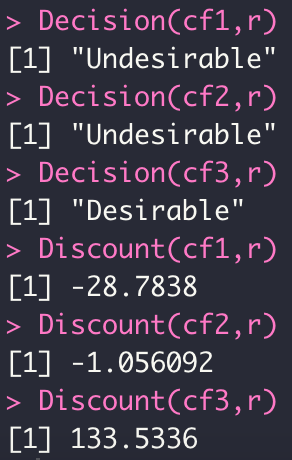 > Decision(cf1,r)
[1] "Undesirable"
> Decision(cf2,r)
[1] "Undesirable"
> Decision(cf3,r)
[1] "Desirable"
> Discount(cf1,r)
[1] -28.7838
> Discount(cf2,r)
[1] -1.056092
> Discount(cf3,r)
[1] 133.5336